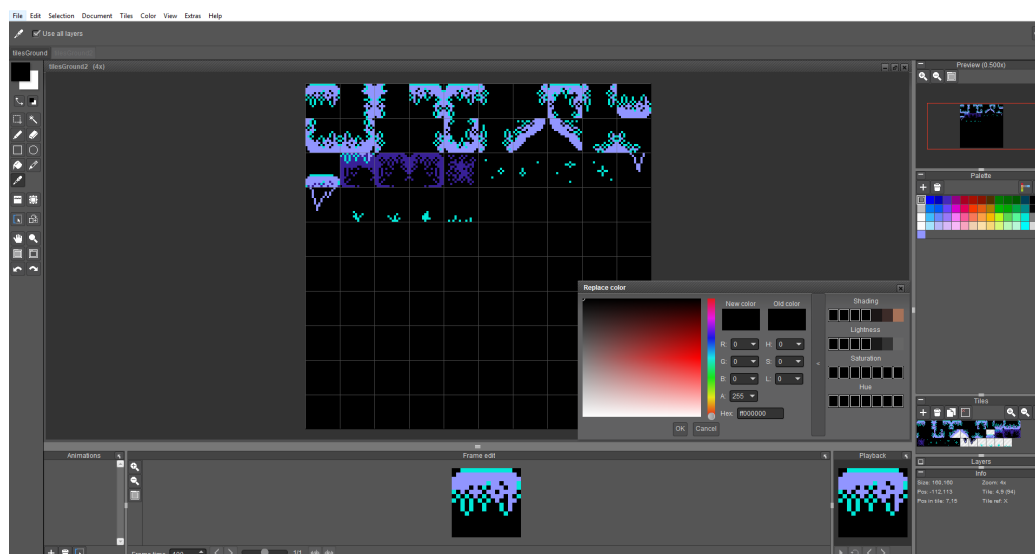 File Edit Selection Document Tiles Color View Extras Help
Use all layers
tilesGround
tilesGround2 (4x)
Preview (0.500x)
Palette
Replace color
New color Old color
R: 0 H: 0
G: 0 S: 0
B: 0 L: 0
A: 255
Hex: ff000000
OK Cancel
<
Shading
Lightness
Saturation
Hue
Tiles
Layers
Info
Size: 160,160 Zoom: 4x
Pos: -112,113 Tile: 4,9 (94)
Pos in tile: 7,15 Tile ref: X
Animations
Frame edit
Playback
Frame time 100 1/1